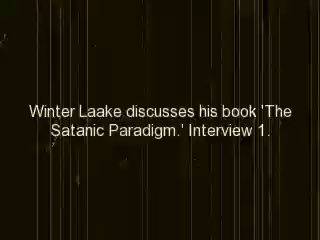 Winter Laake discusses his book 'The
Satanic Paradigm.' Interview 1.